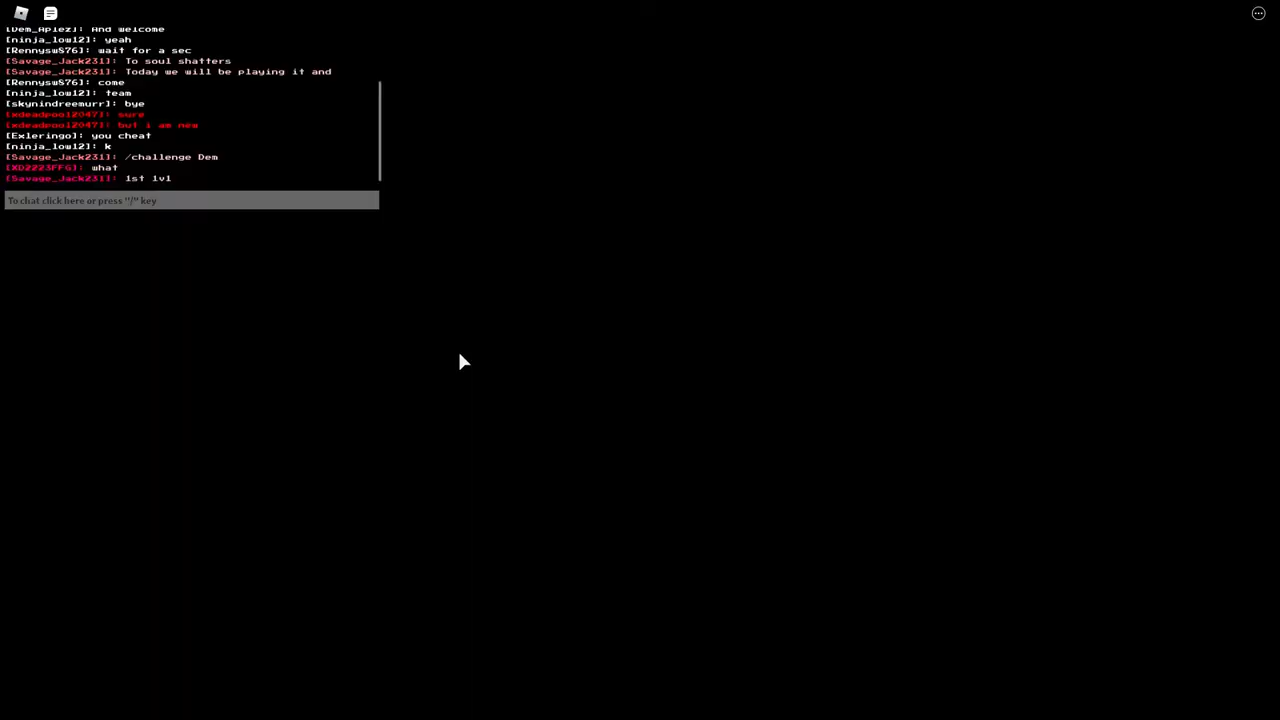 [Dem_Aplez]: And welcome
[ninja_low12]: yeah
[Rennysw876]: wait for a sec
[Savage_Jack231]: To soul shatters
[Savage_Jack231]: Today we will be playing it and
[Rennysw876]: come
[ninja_low12]: team
[skynindreemurr]: bye
[xdeadpool2047]: sure
[xdeadpool2047]: but i am new
[Exleringo]: you cheat
[ninja_low12]: k
[Savage_Jack231]: /challenge Dem
[XD2223FFG]: what
[Savage_Jack231]: 1st lvl
To chat click here or press "/" key